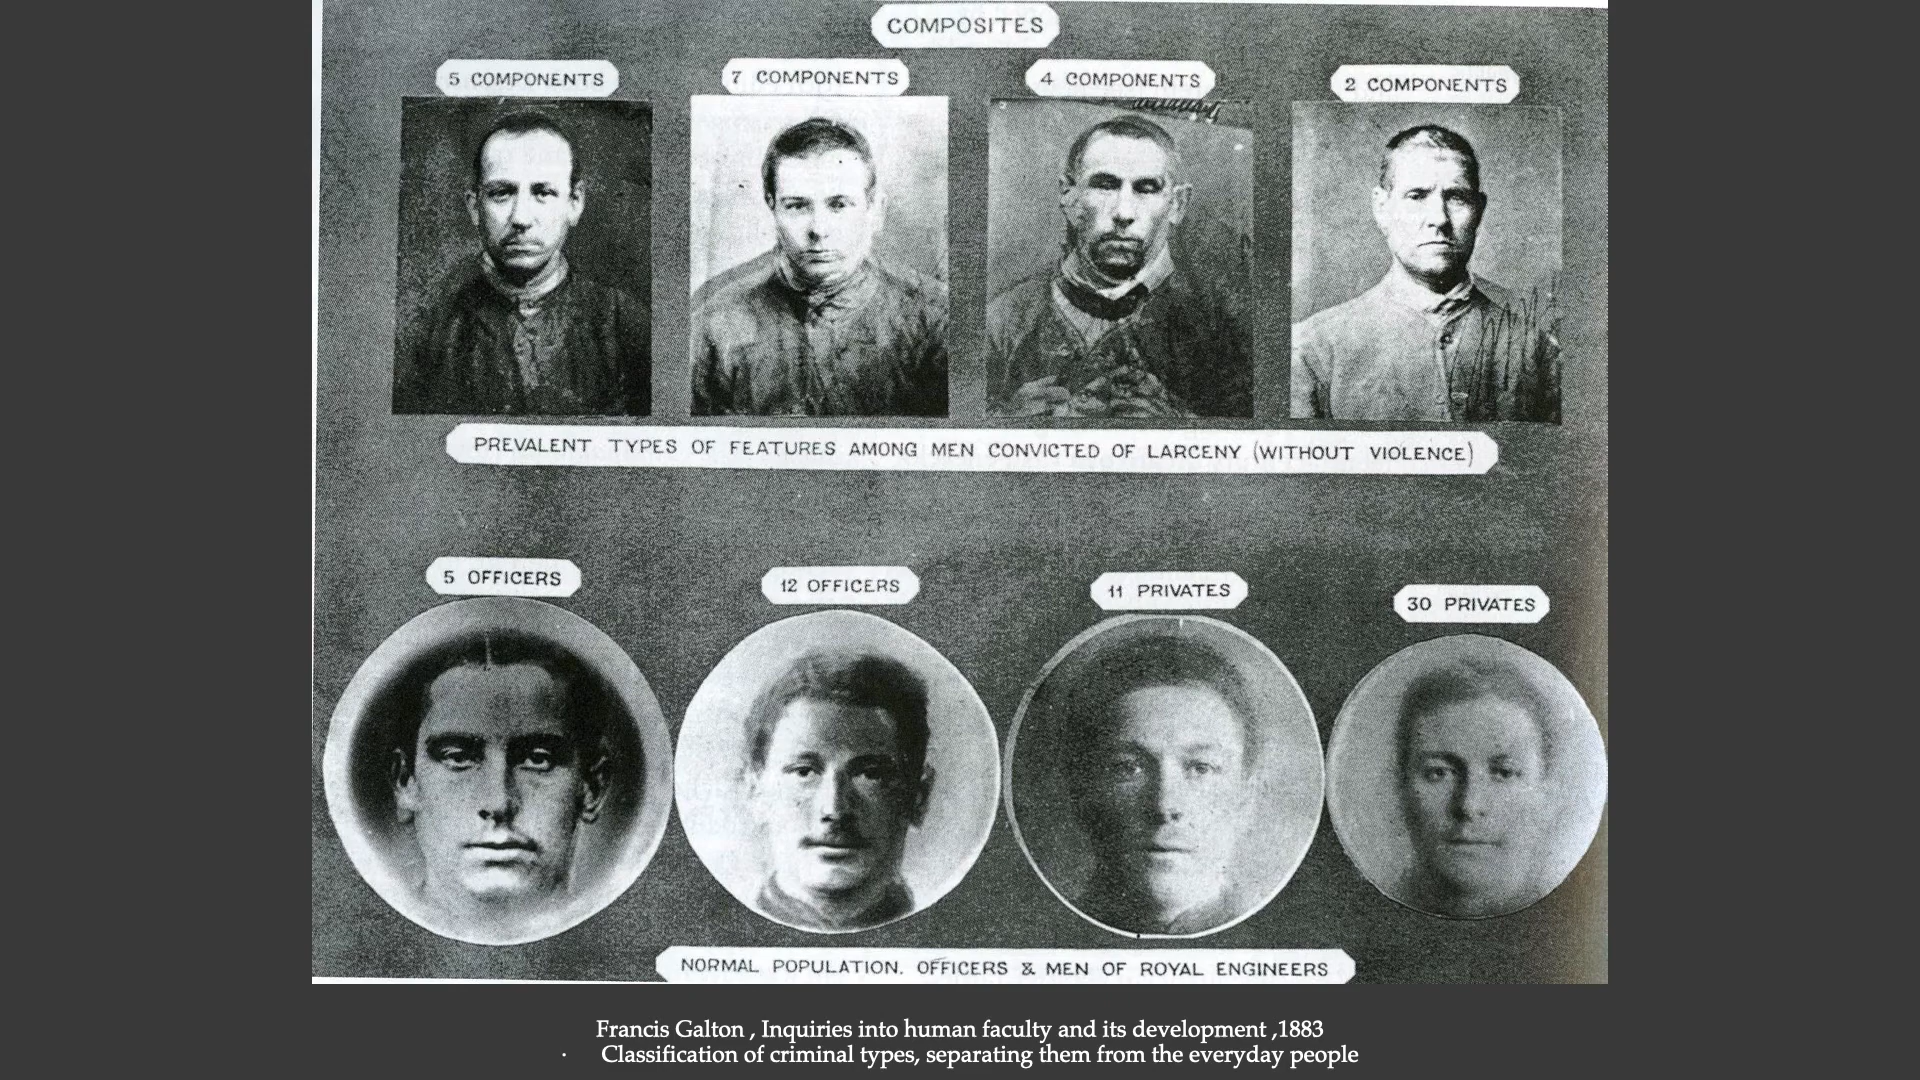 COMPOSITES
5 COMPONENTS
7 COMPONENTS
4 COMPONENTS
2 COMPONENTS
PREVALENT TYPES OF FEATURES AMONG MEN CONVICTED OF LARCENY (WITHOUT VIOLENCE)
5 OFFICERS
12 OFFICERS
11 PRIVATES
30 PRIVATES
NORMAL POPULATION. OFFICERS & MEN OF ROYAL ENGINEERS
Francis Galton , Inquiries into human faculty and its development ,1883
· Classification of criminal types, separating them from the everyday people